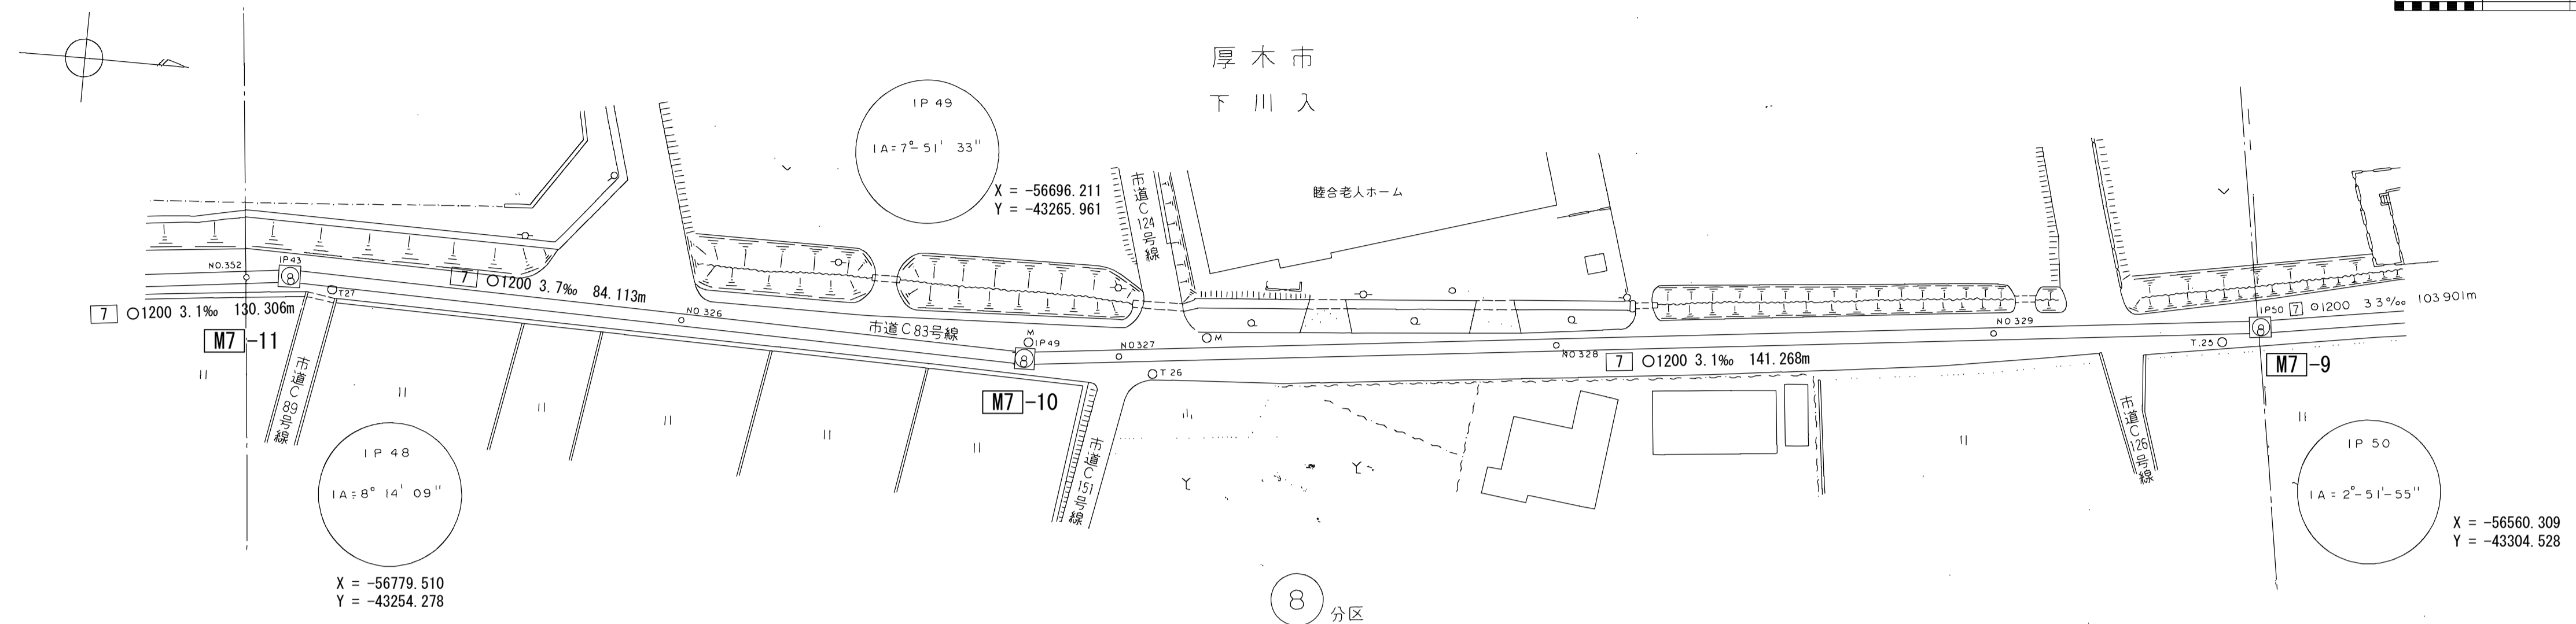 厚木市
下川入
IP 49
IA=7°-51' 33"
X = -56696.211
Y = -43265.961
市道C124号線
睦合老人ホーム
NO.352
IP43
8
T27
7 ○1200 3.7‰ 84.113m
7 ○1200 3.1‰ 130.306m
M7-11
NO 326
市道C83号線
M
IP49
8
NO327
M
T 26
M7-10
NO 328
7 ○1200 3.1‰ 141.268m
NO 329
T.25
IP50
8
7 ○1200 3 3‰ 103 901m
M7-9
市道C89号線
市道C151号線
市道C126号線
IP 48
IA=8° 14' 09"
X = -56779.510
Y = -43254.278
IP 50
IA = 2°-51'-55"
X = -56560.309
Y = -43304.528
8 分区